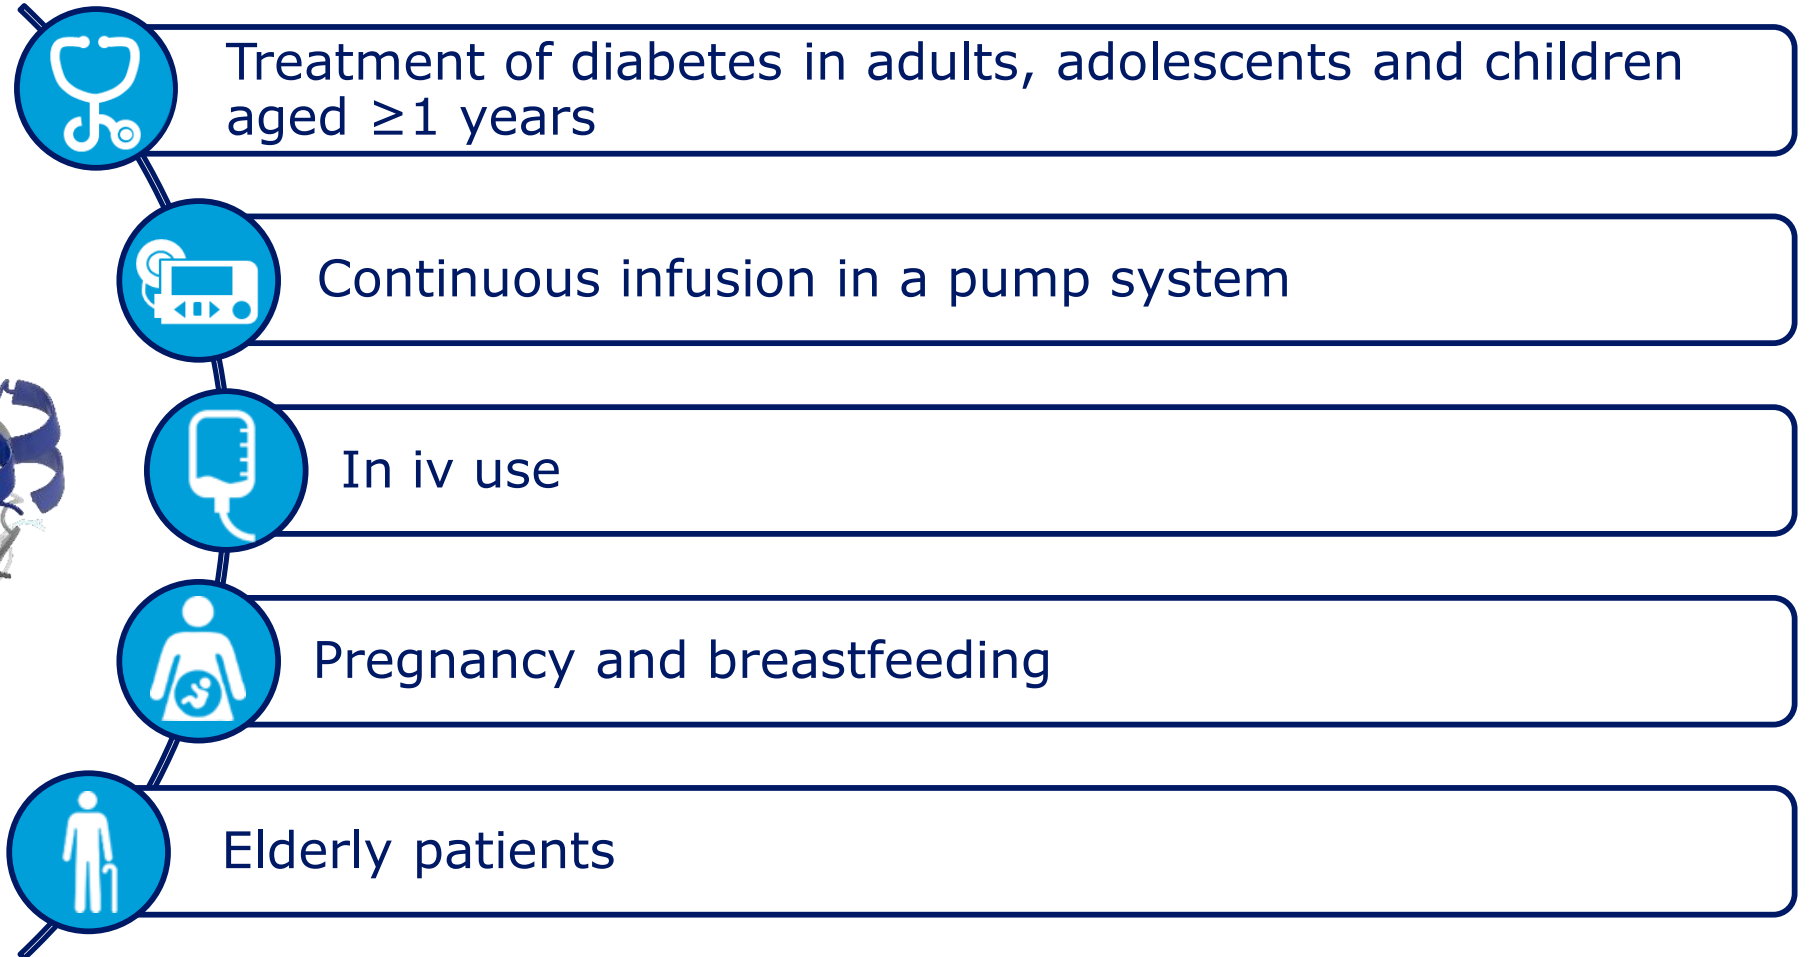 Treatment of diabetes in adults, adolescents and children
aged ≥1 years
Continuous infusion in a pump system
In iv use
Pregnancy and breastfeeding
Elderly patients